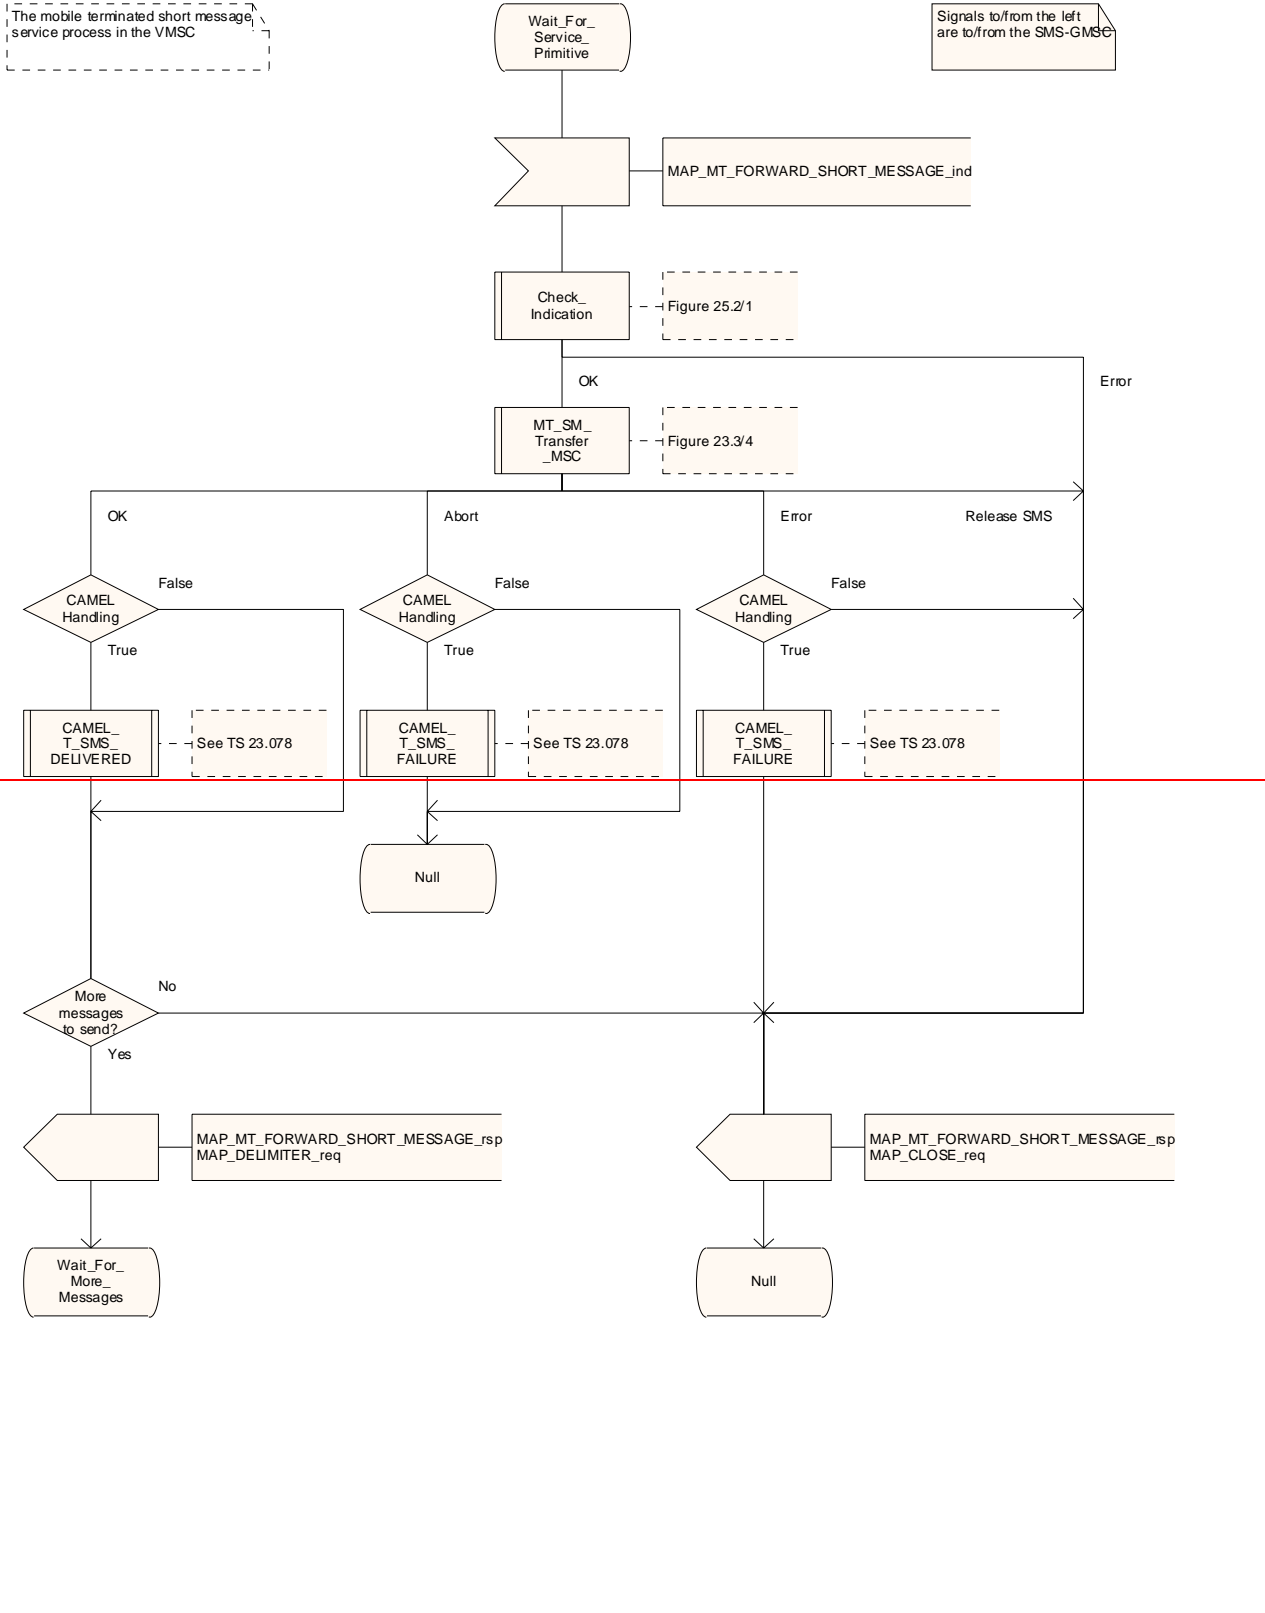 The mobile terminated short message
service process in the VMSC
Wait_For_
Service_
Primitive
Signals to/from the left
are to/from the SMS-GMSC
MAP_MT_FORWARD_SHORT_MESSAGE_ind
Check_
Indication
Figure 25.2/1
OK
Error
MT_SM_
Transfer
_MSC
Figure 23.3/4
OK
Abort
Error
Release SMS
CAMEL
Handling
False
True
CAMEL
Handling
False
True
CAMEL
Handling
False
True
CAMEL_
T_SMS_
DELIVERED
See TS 23.078
CAMEL_
T_SMS_
FAILURE
See TS 23.078
CAMEL_
T_SMS_
FAILURE
See TS 23.078
Null
More
messages
to send?
No
Yes
MAP_MT_FORWARD_SHORT_MESSAGE_rsp
MAP_DELIMITER_req
MAP_MT_FORWARD_SHORT_MESSAGE_rsp
MAP_CLOSE_req
Wait_For_
More_
Messages
Null